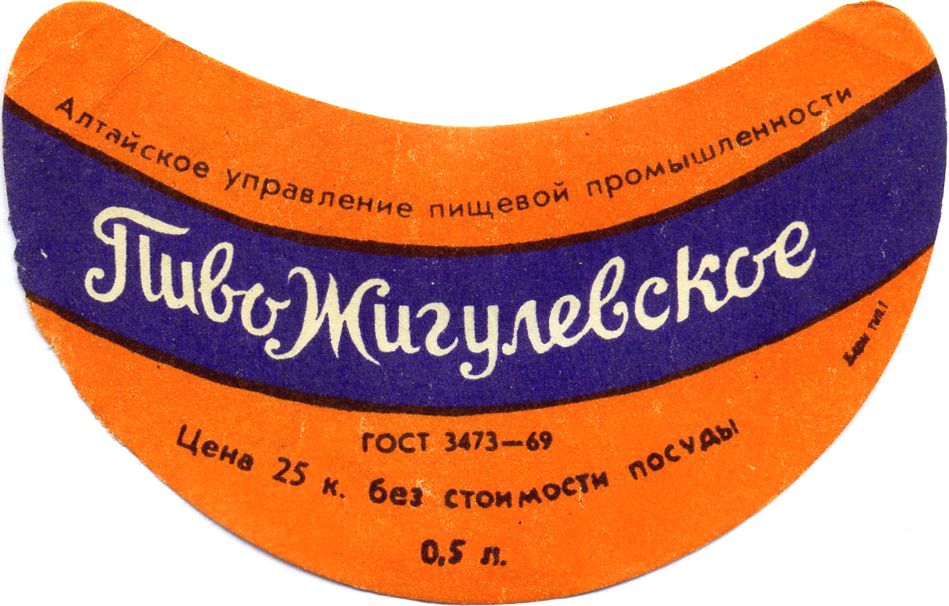 Алтайское управление пищевой промышленности
Пиво Жигулевское
ГОСТ 3473—69
Цена 25 к. без стоимости посуды
0,5 л.